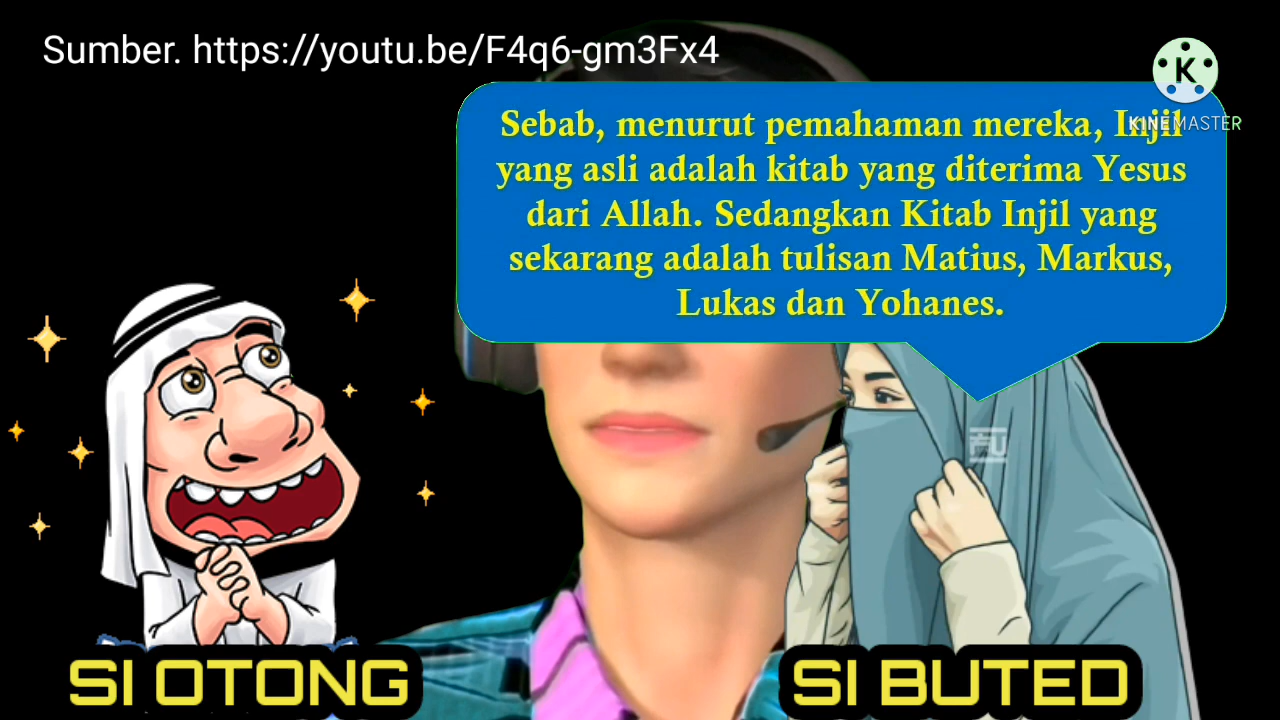 Sumber. https://youtu.be/F4q6-gm3Fx4
K
KINEMASTER
Sebab, menurut pemahaman mereka, Injil
yang asli adalah kitab yang diterima Yesus
dari Allah. Sedangkan Kitab Injil yang
sekarang adalah tulisan Matius, Markus,
Lukas dan Yohanes.
SI OTONG
SI BUTED